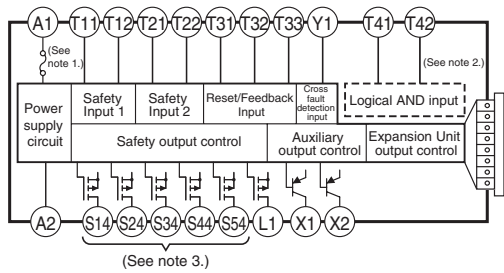 A1 T11 T12 T21 T22 T31 T32 T33 Y1 T41 T42
(See note 1.)
(See note 2.)
Power supply circuit
Safety Input 1
Safety Input 2
Reset/Feedback Input
Cross fault detection input
Logical AND input
Safety output control
Auxiliary output control
Expansion Unit output control
A2 S14 S24 S34 S44 S54 L1 X1 X2
(See note 3.)